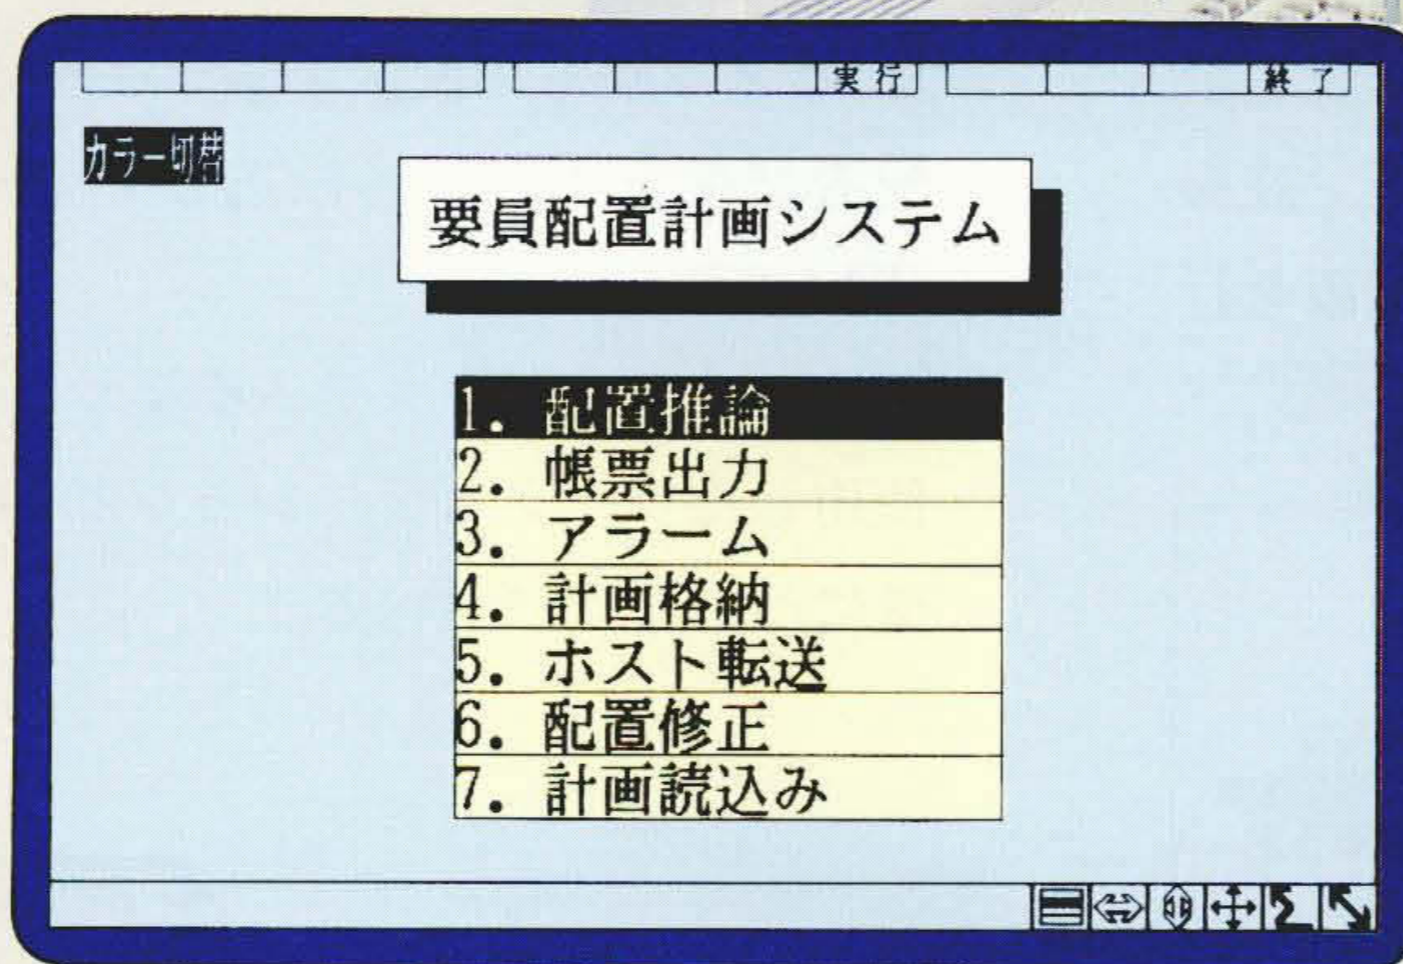 実行 終了
カラー切替
要員配置計画システム
1. 配置推論
2. 帳票出力
3. アラーム
4. 計画格納
5. ホスト転送
6. 配置修正
7. 計画読込み